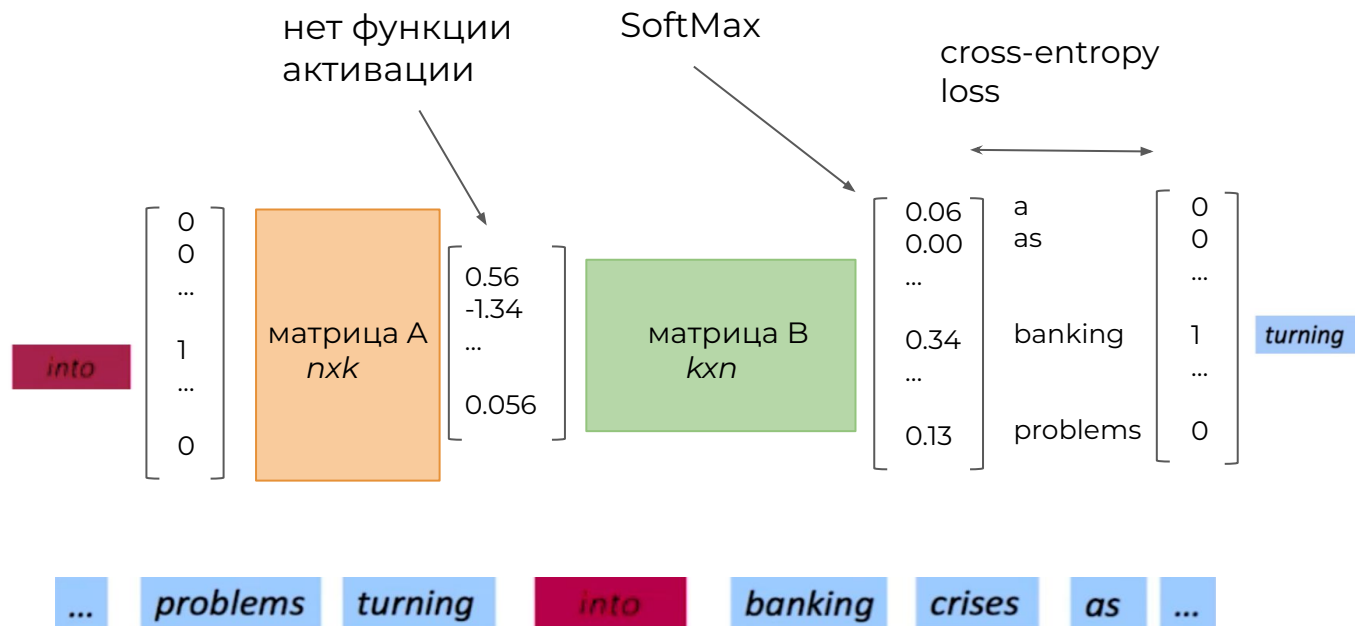 нет функции
активации
SoftMax
cross-entropy
loss
into
0
0
...
1
...
0
матрица А
nxk
0.56
-1.34
...
0.056
матрица B
kxn
0.06
0.00
...
0.34
...
0.13
a
as
banking
problems
0
0
...
1
...
0
turning
... problems turning into banking crises as ...